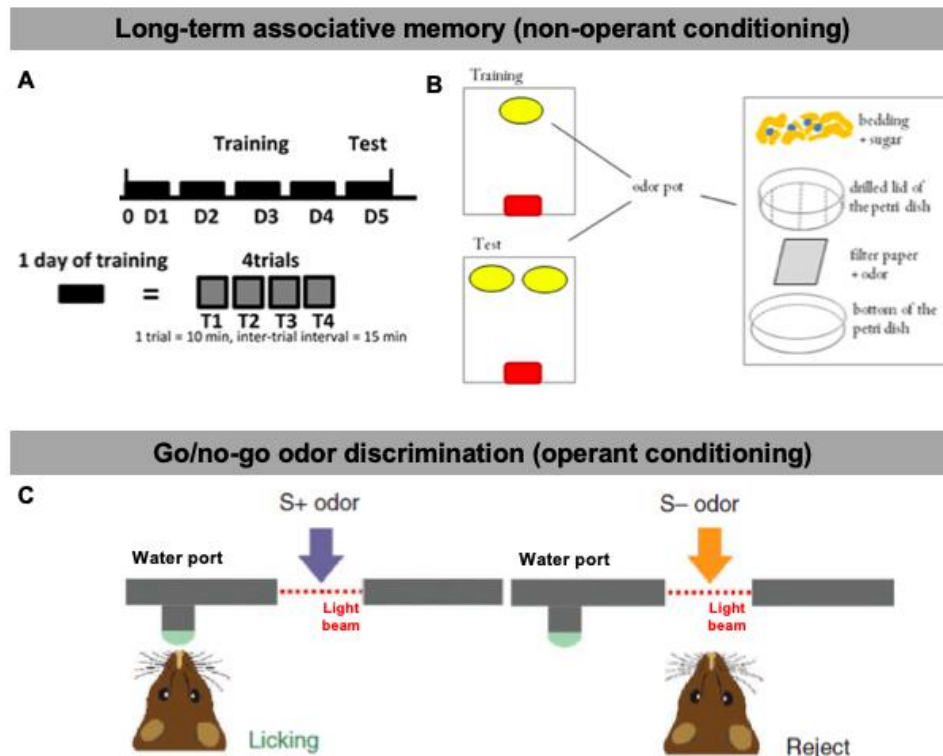 Long-term associative memory (non-operant conditioning)
A
Training Test
0 D1 D2 D3 D4 D5
1 day of training = 4trials
T1 T2 T3 T4
1 trial = 10 min, inter-trial interval = 15 min
B
Training
Test
odor pot
bedding
+ sugar
drilled lid of
the petri dish
filter paper
+ odor
bottom of the
petri dish
Go/no-go odor discrimination (operant conditioning)
C
S+ odor
Water port
Light
beam
Licking
S– odor
Water port
Light
beam
Reject